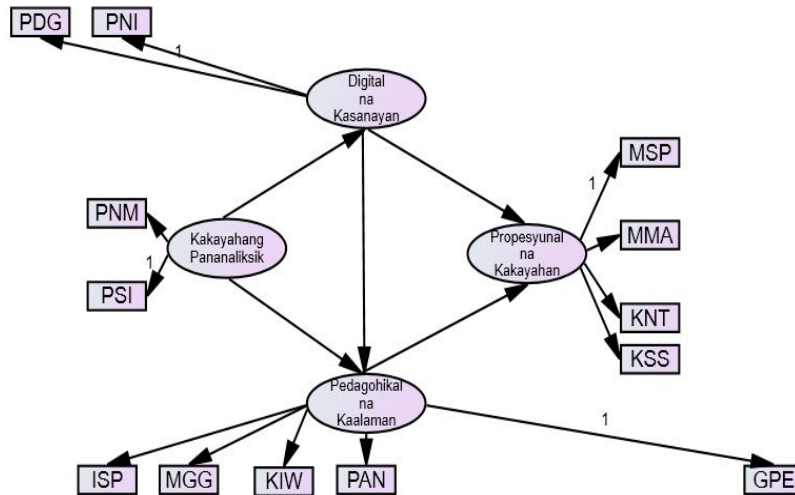 PDG
PNI
1
Digital
na
Kasanayan
MSP
1
PNM
Kakayahang
Pananaliksik
Propesyunal
na
Kakayahan
MMA
1
PSI
KNT
KSS
Pedagohikal
na
Kaalaman
1
ISP
MGG
KIW
PAN
GPE